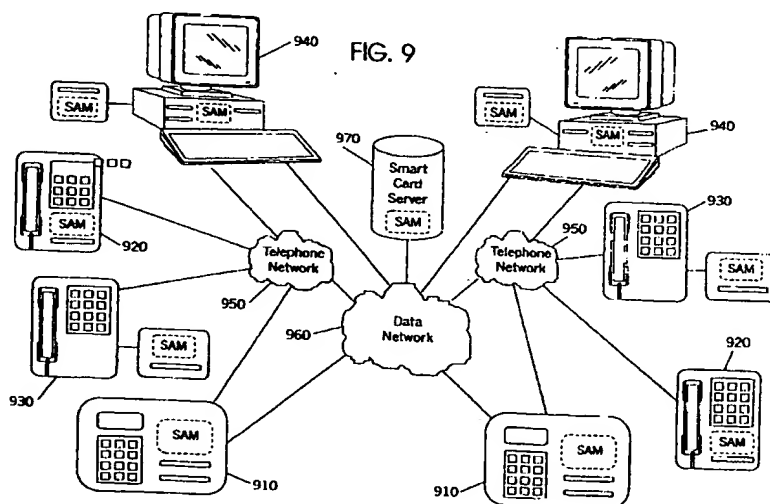 940
FIG. 9
SAM
SAM
970
SAM
SAM
940
Smart
Card
Server
SAM
930
950
SAM
920
Telephone
Network
950
Telephone
Network
SAM
960
Data
Network
920
SAM
930
SAM
910
SAM
910
SAM